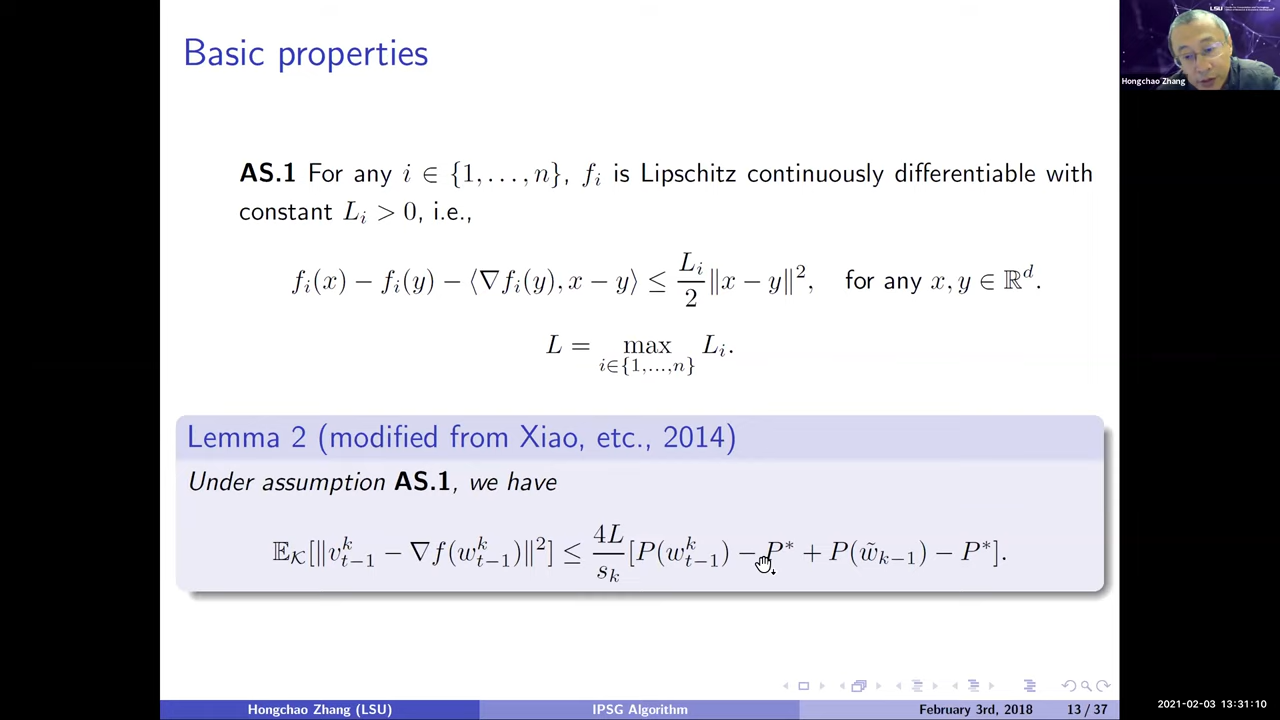 Basic properties
AS.1 For any i ∈ {1, . . . , n}, f_i is Lipschitz continuously differentiable with
constant L_i > 0, i.e.,
f_i(x) − f_i(y) − ⟨∇f_i(y), x − y⟩ ≤ \frac{L_i}{2} ‖x − y‖², for any x, y ∈ ℝ^d.
L = max_{i∈{1,...,n}} L_i.
Lemma 2 (modified from Xiao, etc., 2014)
Under assumption AS.1, we have
𝔼_𝒦[‖v^k_{t−1} − ∇f(w^k_{t−1})‖²] ≤ \frac{4L}{s_k} [P(w^k_{t−1}) − P* + P(w̃_{k−1}) − P*].
Hongchao Zhang (LSU) IPSG Algorithm February 3rd, 2018 13 / 37
LSU
Hongchao Zhang
2021-02-03 13:31:10